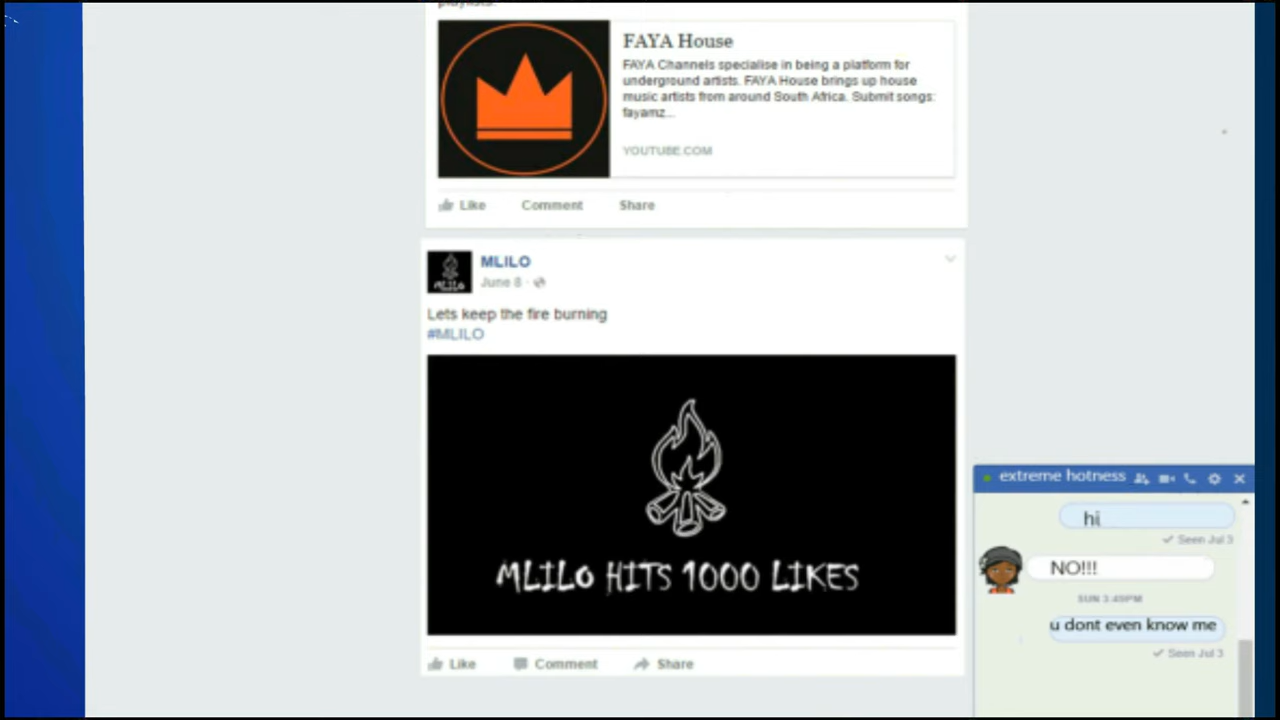 playlists.
FAYA House
FAYA Channels specialise in being a platform for
underground artists. FAYA House brings up house
music artists from around South Africa. Submit songs:
fayamz...
YOUTUBE.COM
Like Comment Share
MLILO
June 8 ·
Lets keep the fire burning
#MLILO
MLILO HITS 1000 LIKES
Like Comment Share
extreme hotness
hi
Seen Jul 3
NO!!!
SUN 3:49PM
u dont even know me
Seen Jul 3